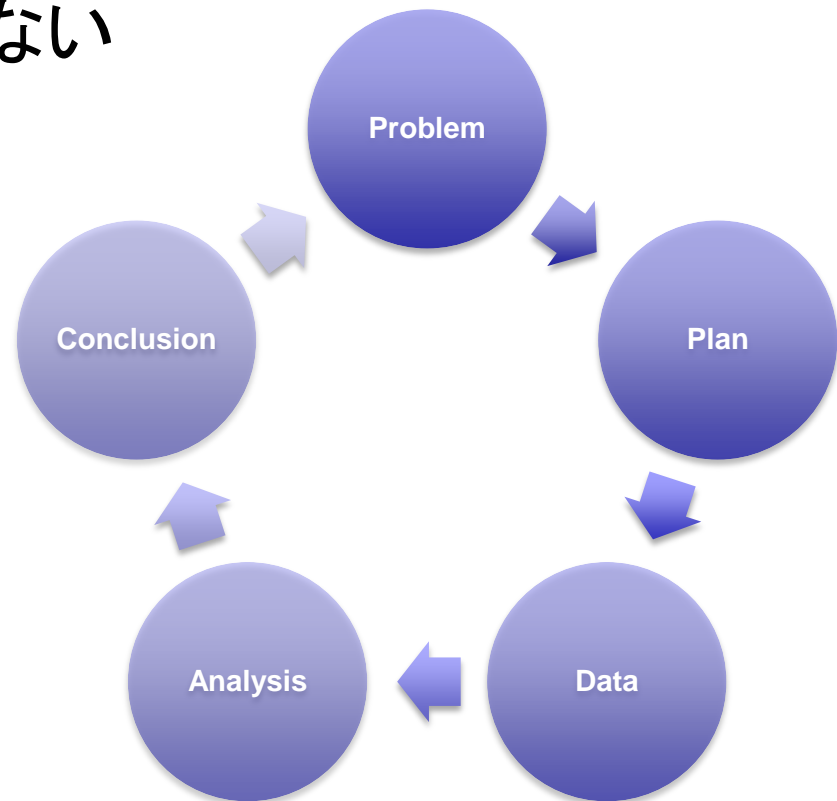 ない
Problem
Plan
Data
Analysis
Conclusion